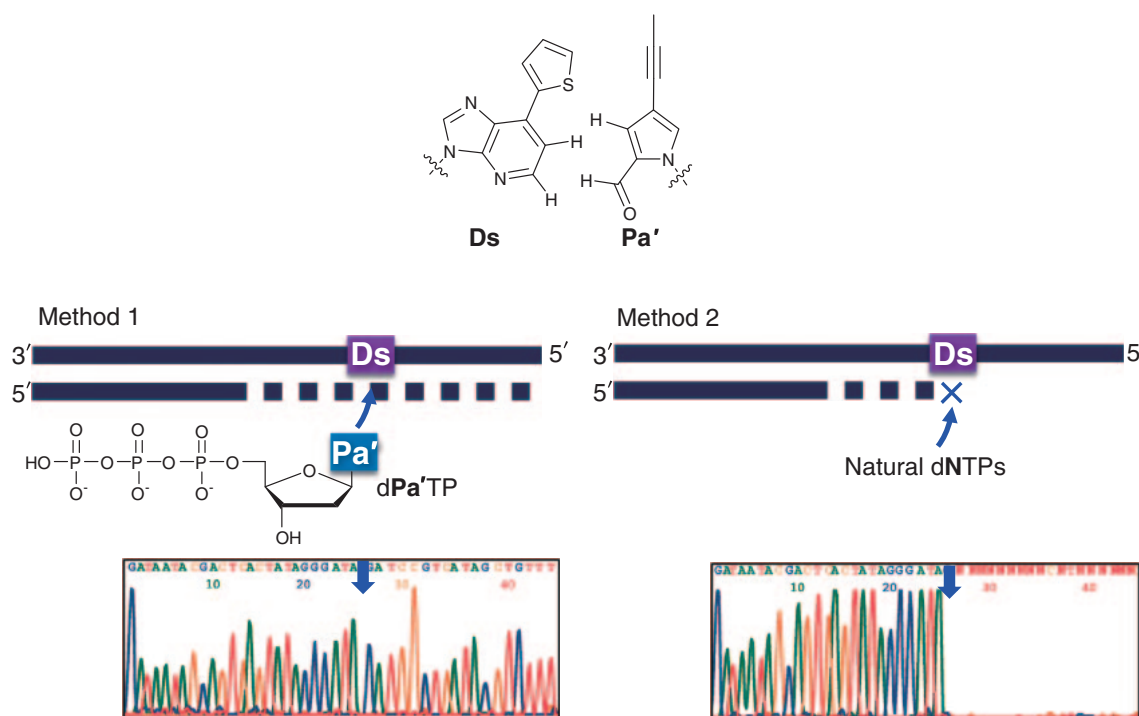 N
N
N
S
H
H
Ds
H
N
H
O
Pa′
Method 1
3′
Ds
5′
5′
Pa′
O O O
HO P O P O P O O
O- O- O-
OH
dPa′TP
10 20 30 40
Method 2
3′
Ds
5
5′
Natural dNTPs
10 20 30 40